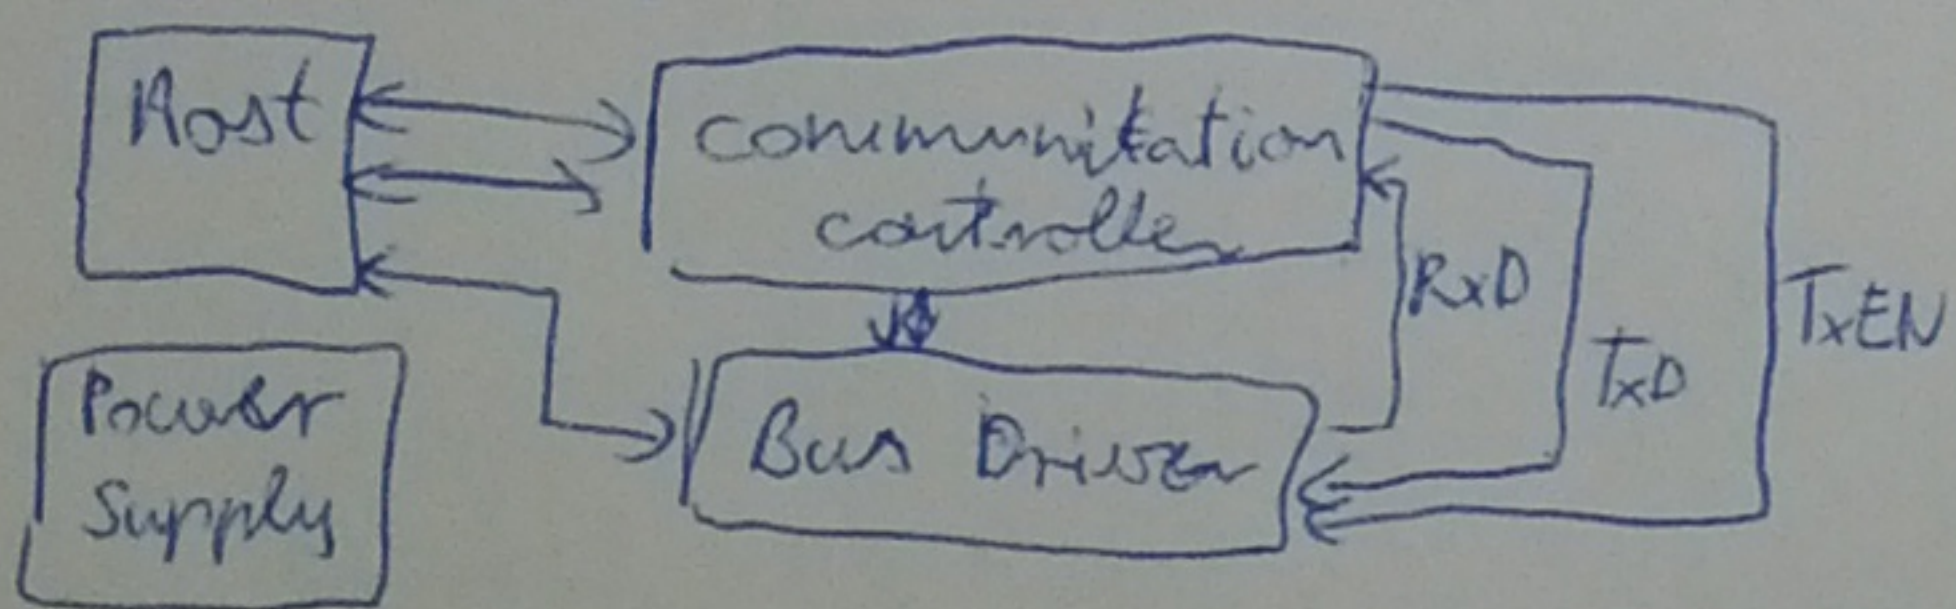 Host
communication
controller
RxD
TxEN
TxD
Power
Supply
Bus Driver